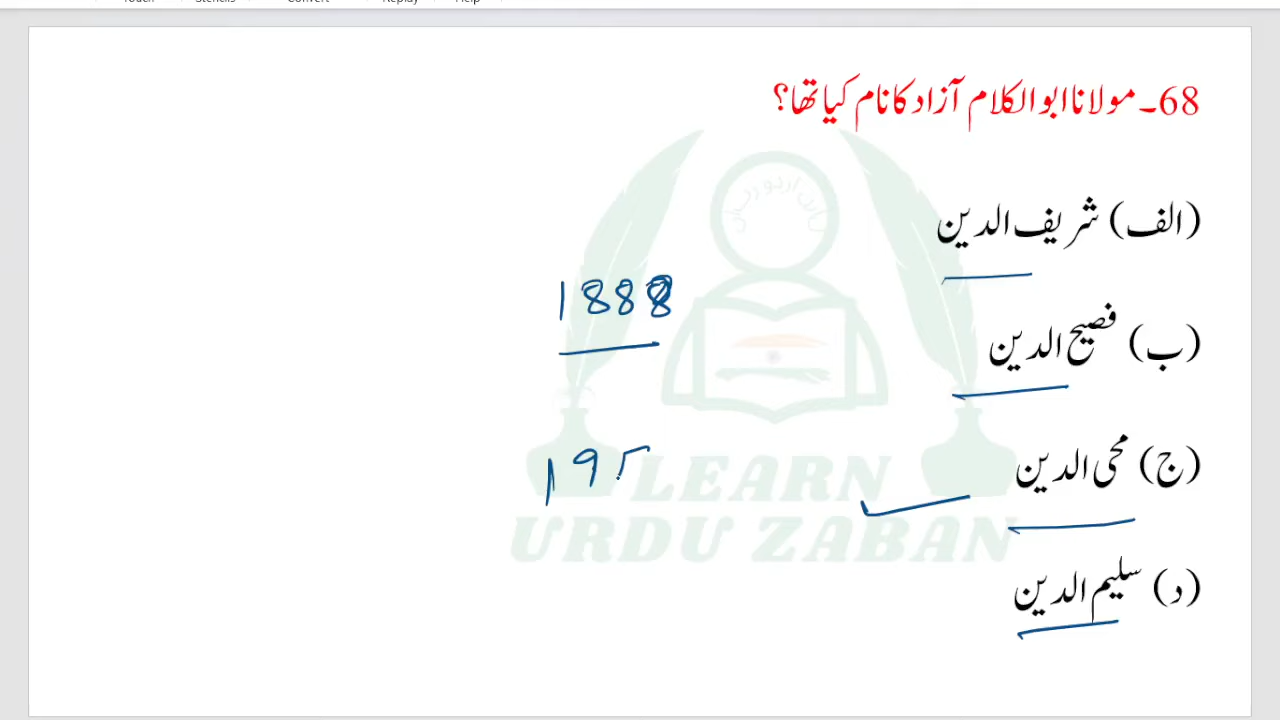 68۔ مولانا ابوالکلام آزاد کا نام کیا تھا؟
(الف) شریف الدین
1888
(ب) فصیح الدین
(ج) محی الدین
195
LEARN
URDU ZABAN
(د) سلیم الدین